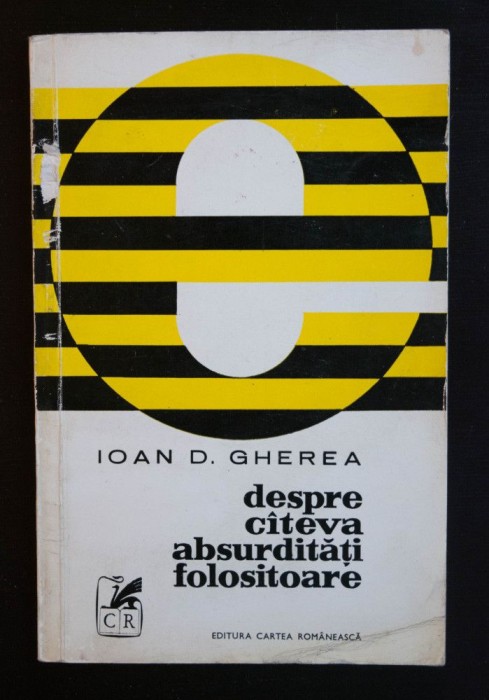 e
IOAN D. GHEREA
despre
cîteva
absurdități
folositoare
CR
EDITURA CARTEA ROMÂNEASCĂ